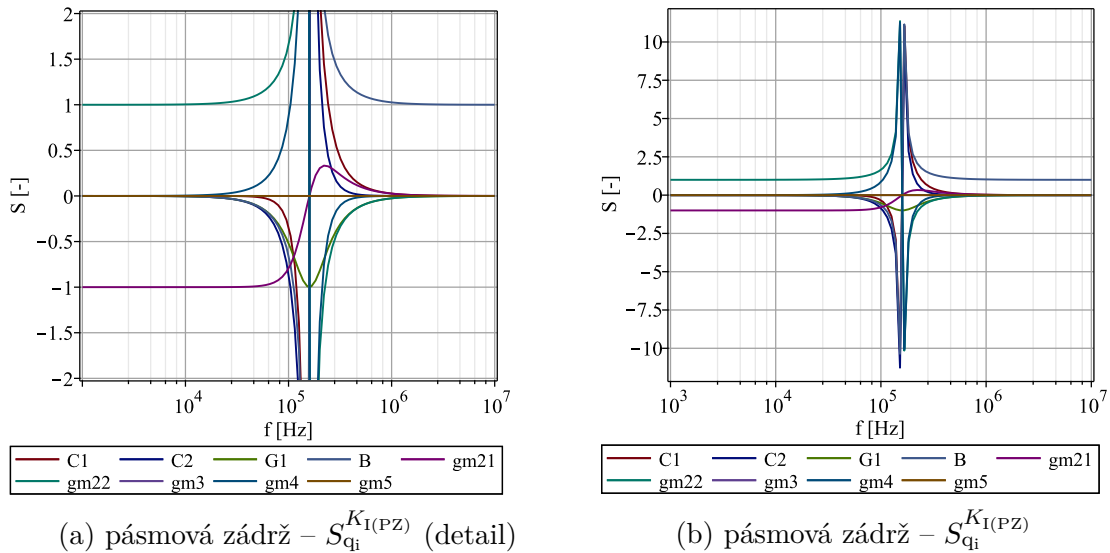 2
1.5
1
0.5
0
−0.5
−1
−1.5
−2
S [-]
10^4
10^5
10^6
10^7
f [Hz]
C1 C2 G1 B gm21
gm22 gm3 gm4 gm5
(a) pásmová zádrž – S_{q_i}^{K_{I(PZ)}} (detail)
10
7.5
5
2.5
0
−2.5
−5
−7.5
−10
S [-]
10^3
10^4
10^5
10^6
10^7
f [Hz]
C1 C2 G1 B gm21
gm22 gm3 gm4 gm5
(b) pásmová zádrž – S_{q_i}^{K_{I(PZ)}}